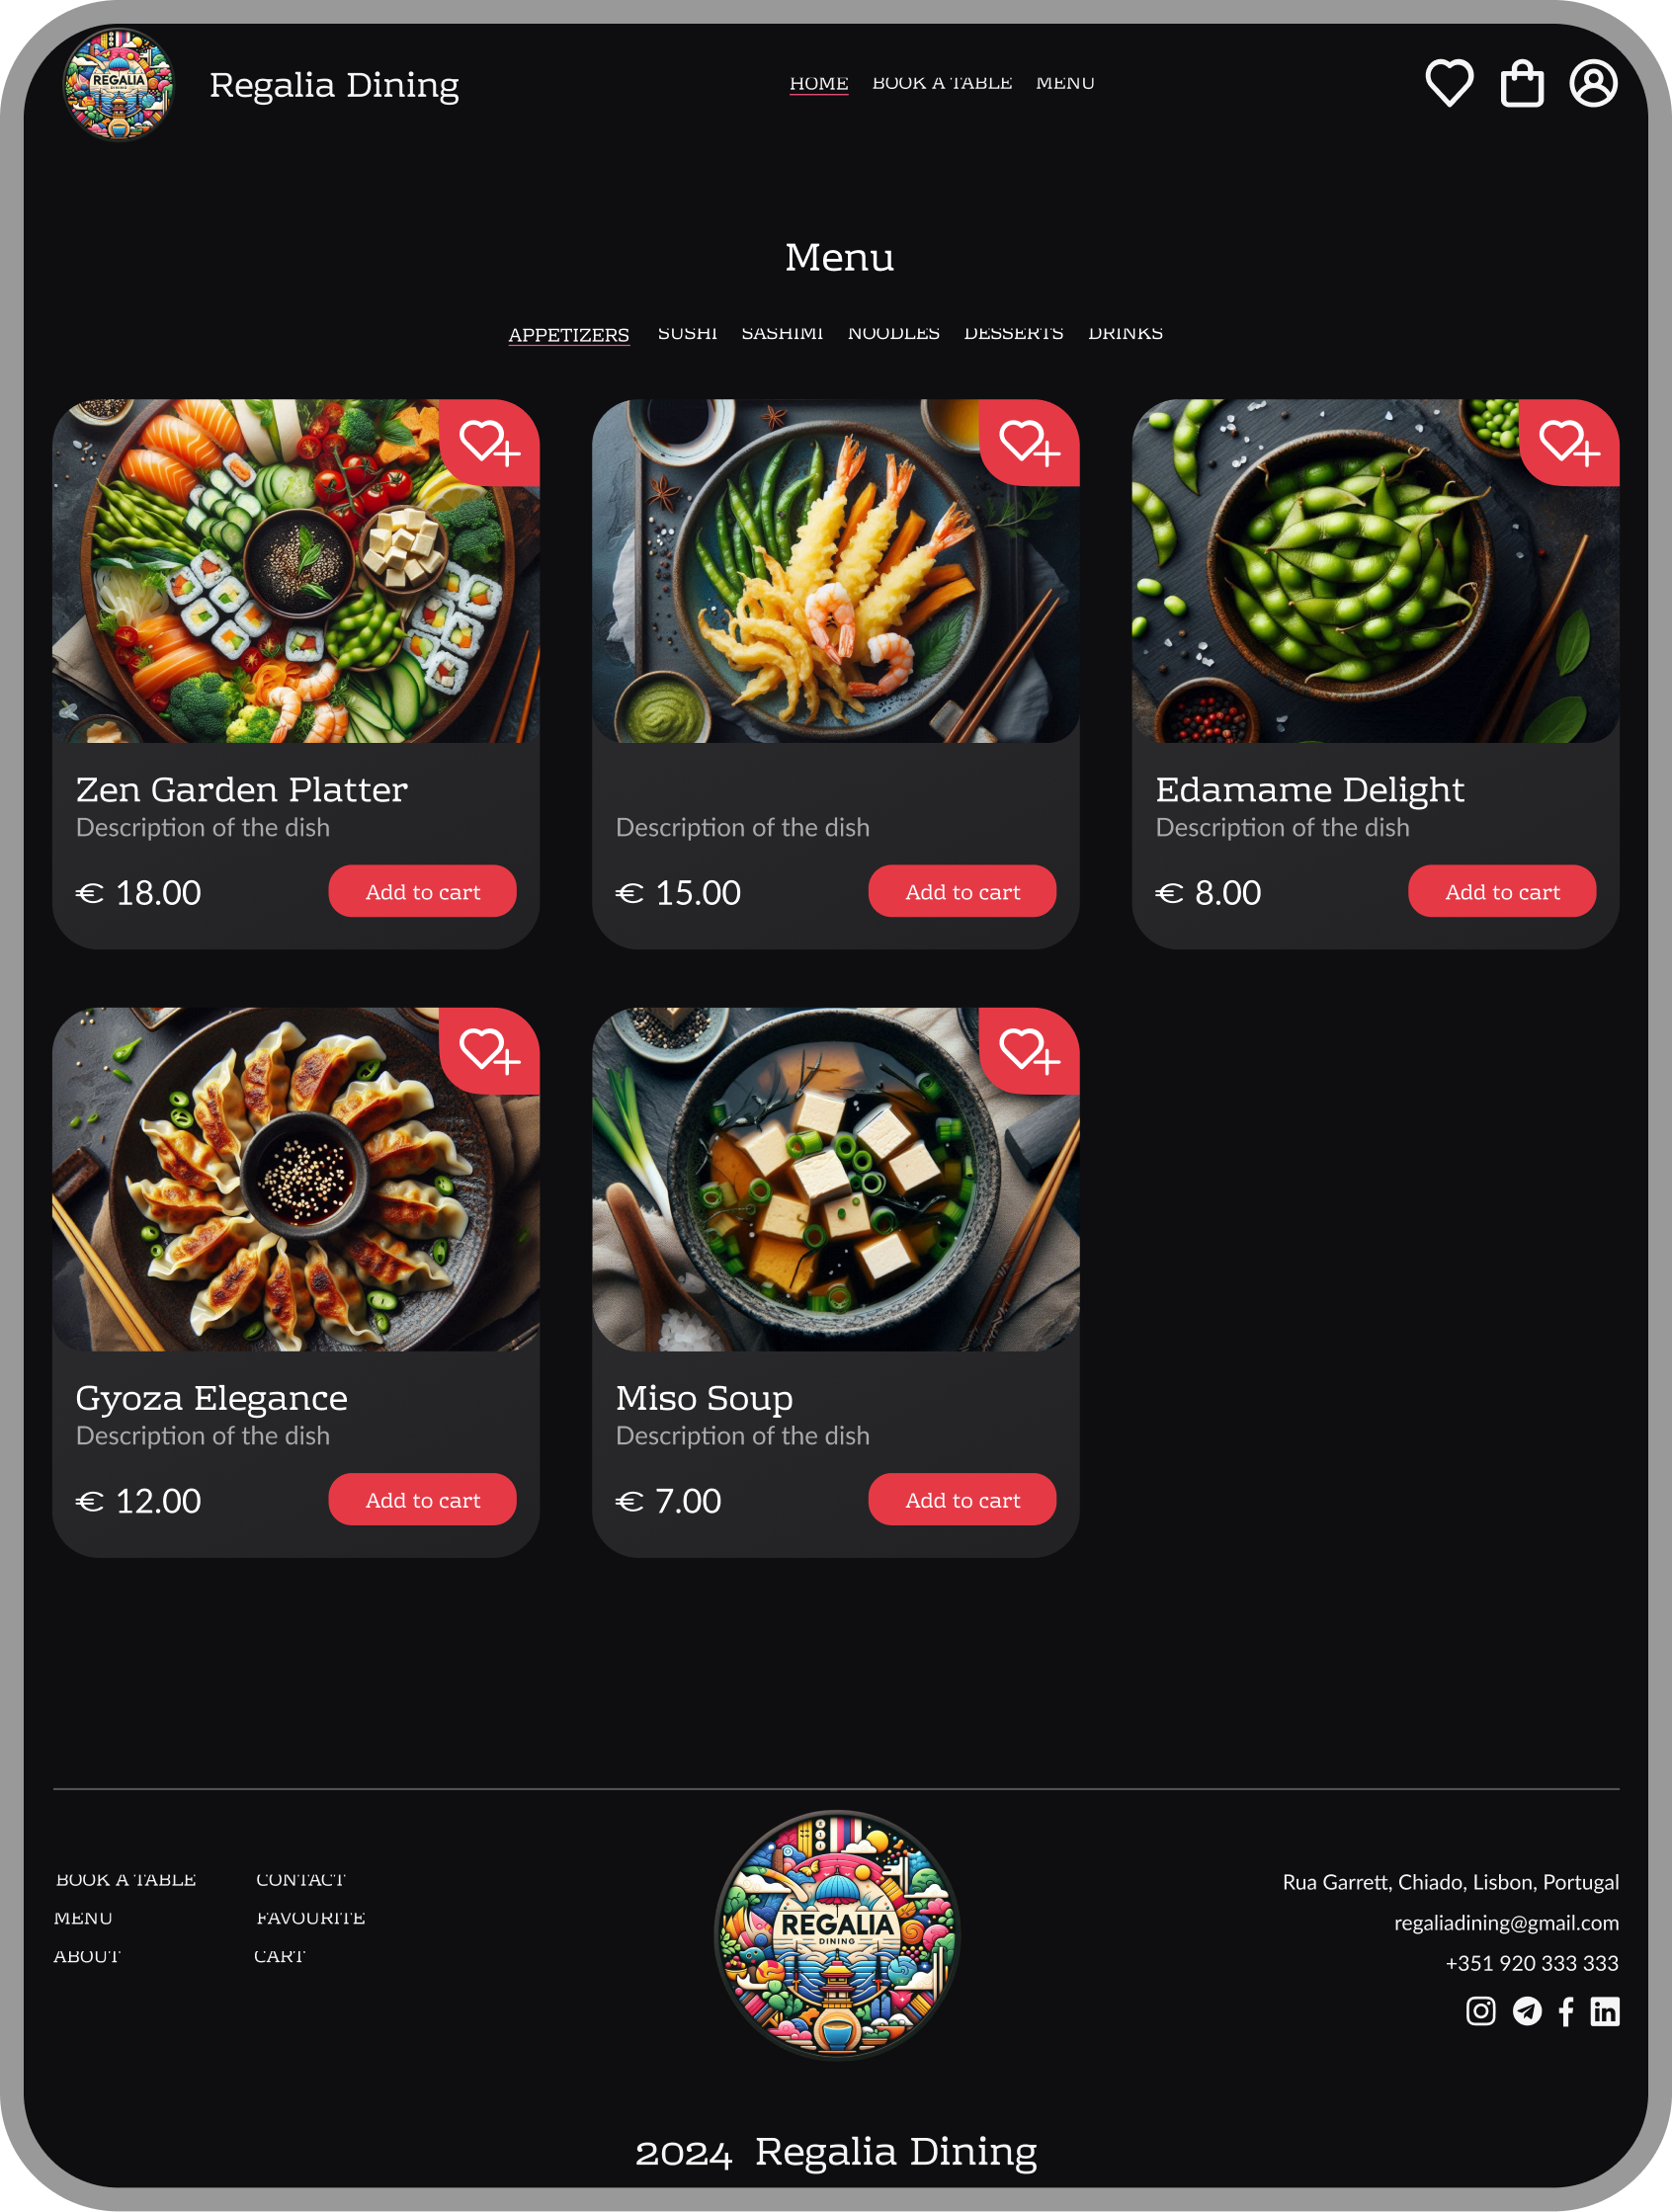 REGALIA
DINING
Regalia Dining
HOME BOOK A TABLE MENU
Menu
APPETIZERS SUSHI SASHIMI NOODLES DESSERTS DRINKS
Zen Garden Platter
Description of the dish
€ 18.00 Add to cart
Description of the dish
€ 15.00 Add to cart
Edamame Delight
Description of the dish
€ 8.00 Add to cart
Gyoza Elegance
Description of the dish
€ 12.00 Add to cart
Miso Soup
Description of the dish
€ 7.00 Add to cart
BOOK A TABLE CONTACT
MENU FAVOURITE
ABOUT CART
REGALIA
DINING
Rua Garrett, Chiado, Lisbon, Portugal
regaliadining@gmail.com
+351 920 333 333
2024 Regalia Dining